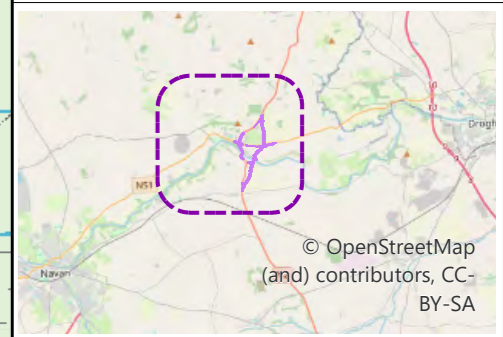 Drogh
N51
Navan
© OpenStreetMap
(and) contributors, CC-
BY-SA